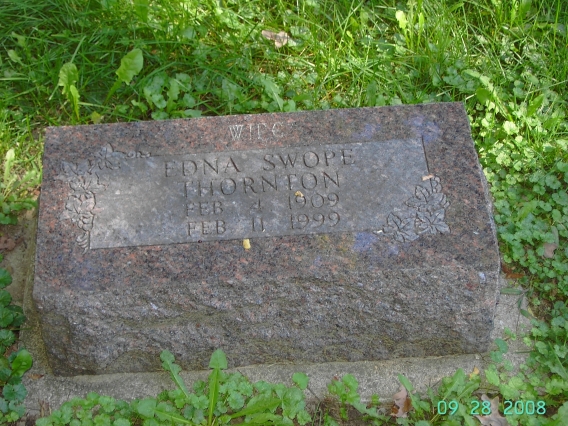 WIFE
EDNA SWOPE
THORNTON
FEB 4 1909
FEB 11 1999
09 28 2008